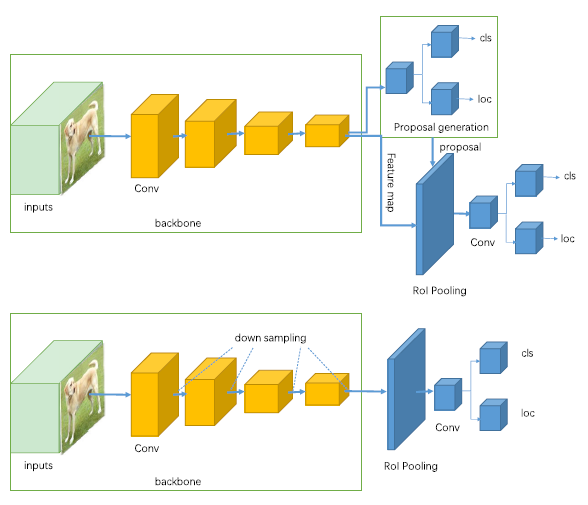 cls
loc
Proposal generation
proposal
Feature map
cls
Conv
inputs
backbone
Conv
loc
RoI Pooling
down sampling
cls
loc
Conv
Conv
inputs
RoI Pooling
backbone